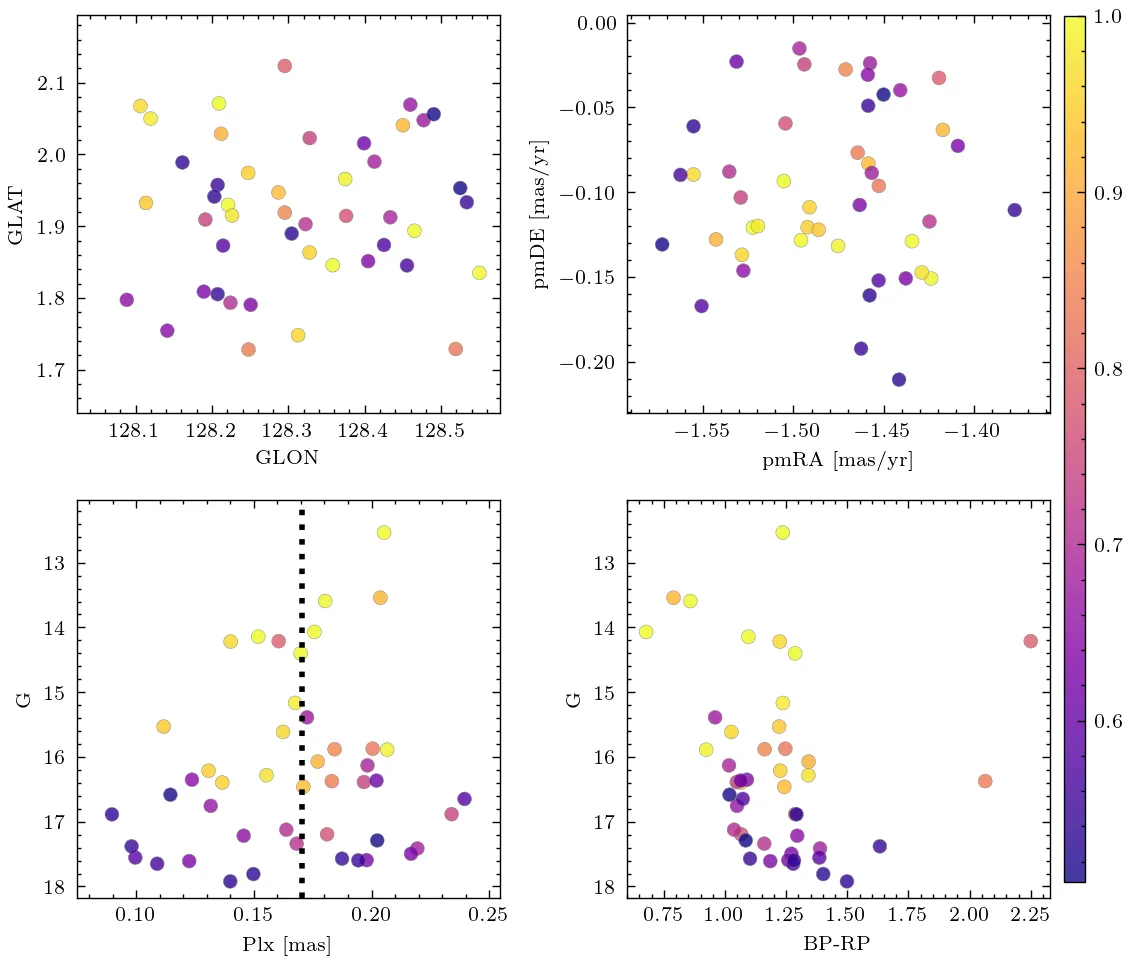 2.1
2.0
1.9
1.8
1.7
GLAT
128.1 128.2 128.3 128.4 128.5
GLON
0.00
−0.05
−0.10
−0.15
−0.20
pmDE [mas/yr]
−1.55 −1.50 −1.45 −1.40
pmRA [mas/yr]
1.0
0.9
0.8
0.7
0.6
13
14
15
16
17
18
G
0.10 0.15 0.20 0.25
Plx [mas]
13
14
15
16
17
18
G
0.75 1.00 1.25 1.50 1.75 2.00 2.25
BP-RP